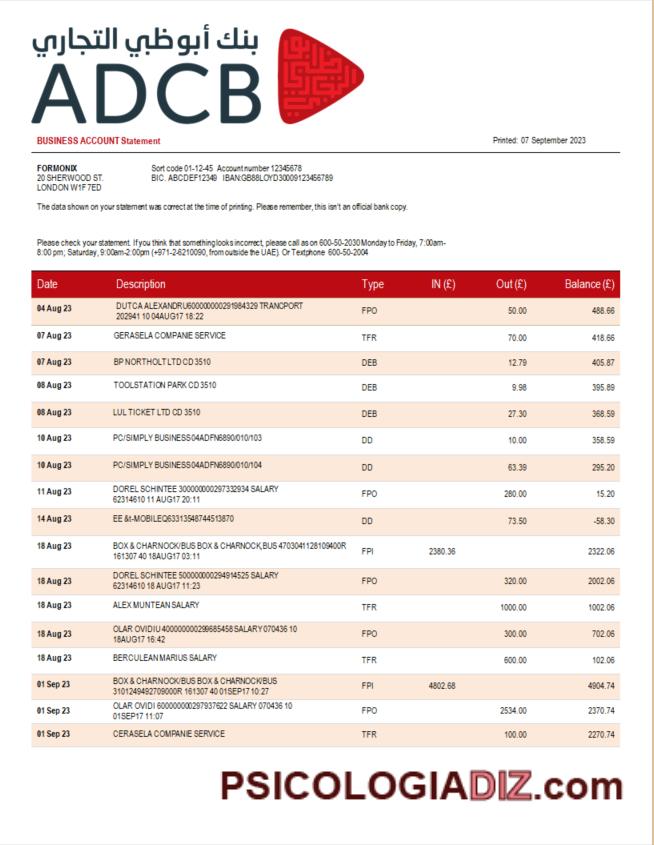 بنك أبوظبي التجاري
ADCB
BUSINESS ACCOUNT Statement Printed: 07 September 2023
FORMONIX Sort code 01-12-45 Account number 12345678
20 SHERWOOD ST. BIC. ABCDEF12349 IBAN:GB88LOYD30009123456789
LONDON W1F 7ED
The data shown on your statement was correct at the time of printing. Please remember, this isn't an official bank copy.
Please check your statement. If you think that something looks incorrect, please call as on 600-50-2030 Monday to Friday, 7:00am-
8:00 pm; Saturday, 9:00am-2:00pm (+971-2-6210090, from outside the UAE). Or Textphone 600-50-2004
Date Description Type IN (£) Out (£) Balance (£)
04 Aug 23 DUTCA ALEXANDRU600000000291984329 TRANCPORT FPO 50.00 488.66
202941 10 04AUG17 18:22
07 Aug 23 GERASELA COMPANIE SERVICE TFR 70.00 418.66
07 Aug 23 BP NORTHOLT LTD CD 3510 DEB 12.79 405.87
08 Aug 23 TOOLSTATION PARK CD 3510 DEB 9.98 395.89
08 Aug 23 LUL TICKET LTD CD 3510 DEB 27.30 368.59
10 Aug 23 PC/SIMPLY BUSINESS04ADFN6890/010/103 DD 10.00 358.59
10 Aug 23 PC/SIMPLY BUSINESS04ADFN6890/010/104 DD 63.39 295.20
11 Aug 23 DOREL SCHINTEE 300000000297332934 SALARY FPO 280.00 15.20
62314610 11 AUG17 20:11
14 Aug 23 EE &t-MOBILEQ63313548744513870 DD 73.50 -58.30
18 Aug 23 BOX & CHARNOCK/BUS BOX & CHARNOCK,BUS 4703041128109400R FPI 2380.36 2322.06
161307 40 18AUG17 03:11
18 Aug 23 DOREL SCHINTEE 500000000294914525 SALARY FPO 320.00 2002.06
62314610 18 AUG17 11:23
18 Aug 23 ALEX MUNTEAN SALARY TFR 1000.00 1002.06
18 Aug 23 OLAR OVIDIU 400000000299685458 SALARY 070436 10 FPO 300.00 702.06
18AUG17 16:42
18 Aug 23 BERCULEAN MARIUS SALARY TFR 600.00 102.06
01 Sep 23 BOX & CHARNOCK/BUS BOX & CHARNOCK/BUS FPI 4802.68 4904.74
3101249492709000R 161307 40 01SEP17 10:27
01 Sep 23 OLAR OVIDI 600000000297937622 SALARY 070436 10 FPO 2534.00 2370.74
01SEP17 11:07
01 Sep 23 CERASELA COMPANIE SERVICE TFR 100.00 2270.74
PSICOLOGIADIZ.com